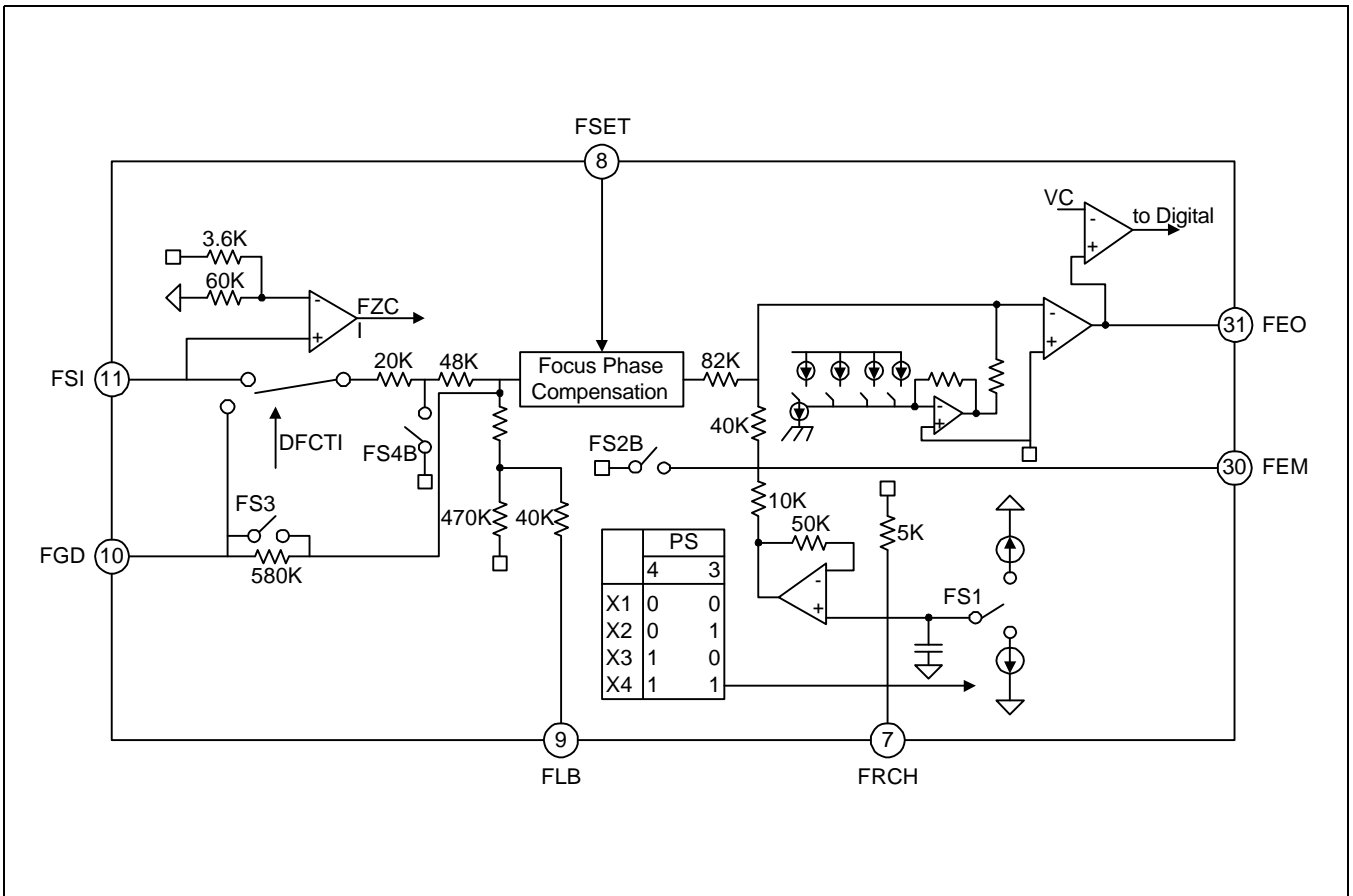 FSET
8
VC
to Digital
3.6K
60K
FZC
I
31
FEO
FSI
11
20K
48K
Focus Phase
Compensation
82K
DFCTI
FS4B
40K
FS2B
30
FEM
FS3
470K
40K
10K
50K
5K
FGD
10
580K
PS
4 3
X1 0 0
X2 0 1
X3 1 0
X4 1 1
FS1
9
FLB
7
FRCH